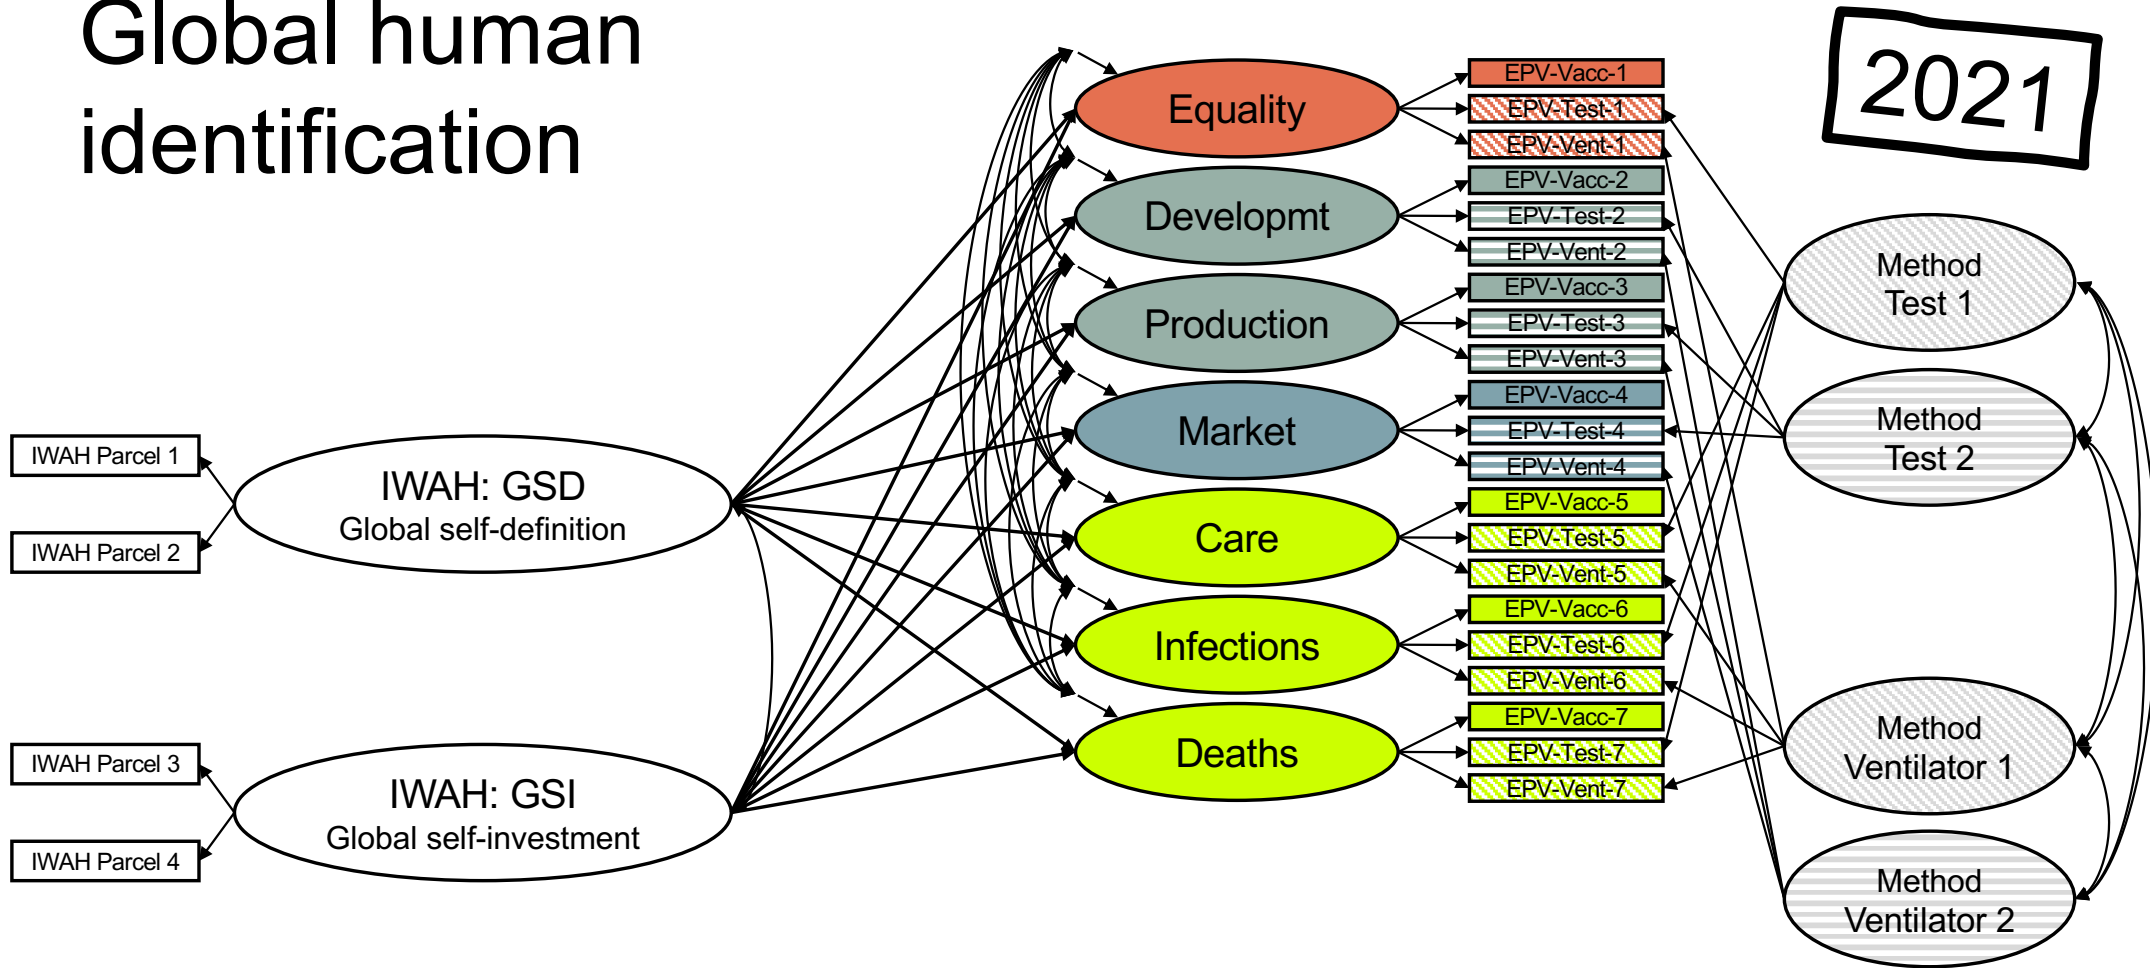 Global human
identification
2021
IWAH Parcel 1
IWAH Parcel 2
IWAH Parcel 3
IWAH Parcel 4
IWAH: GSD
Global self-definition
IWAH: GSI
Global self-investment
Equality
Developmt
Production
Market
Care
Infections
Deaths
EPV-Vacc-1
EPV-Test-1
EPV-Vent-1
EPV-Vacc-2
EPV-Test-2
EPV-Vent-2
EPV-Vacc-3
EPV-Test-3
EPV-Vent-3
EPV-Vacc-4
EPV-Test-4
EPV-Vent-4
EPV-Vacc-5
EPV-Test-5
EPV-Vent-5
EPV-Vacc-6
EPV-Test-6
EPV-Vent-6
EPV-Vacc-7
EPV-Test-7
EPV-Vent-7
Method
Test 1
Method
Test 2
Method
Ventilator 1
Method
Ventilator 2